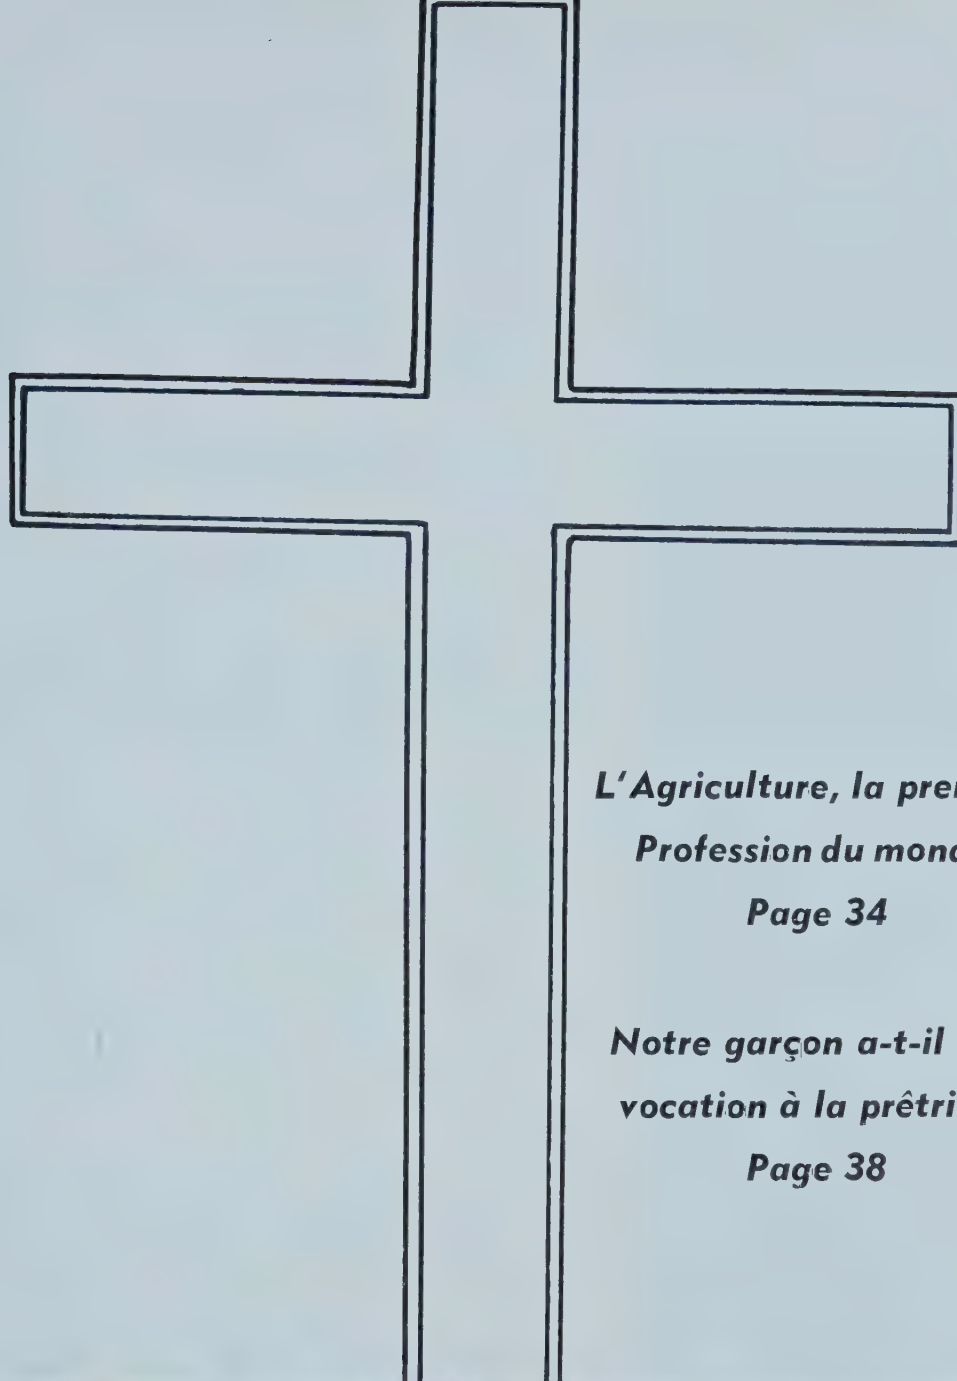 L'Agriculture, la
Profession du
Page 34
Notre garçon a-t-il
vocation à la
Page 38